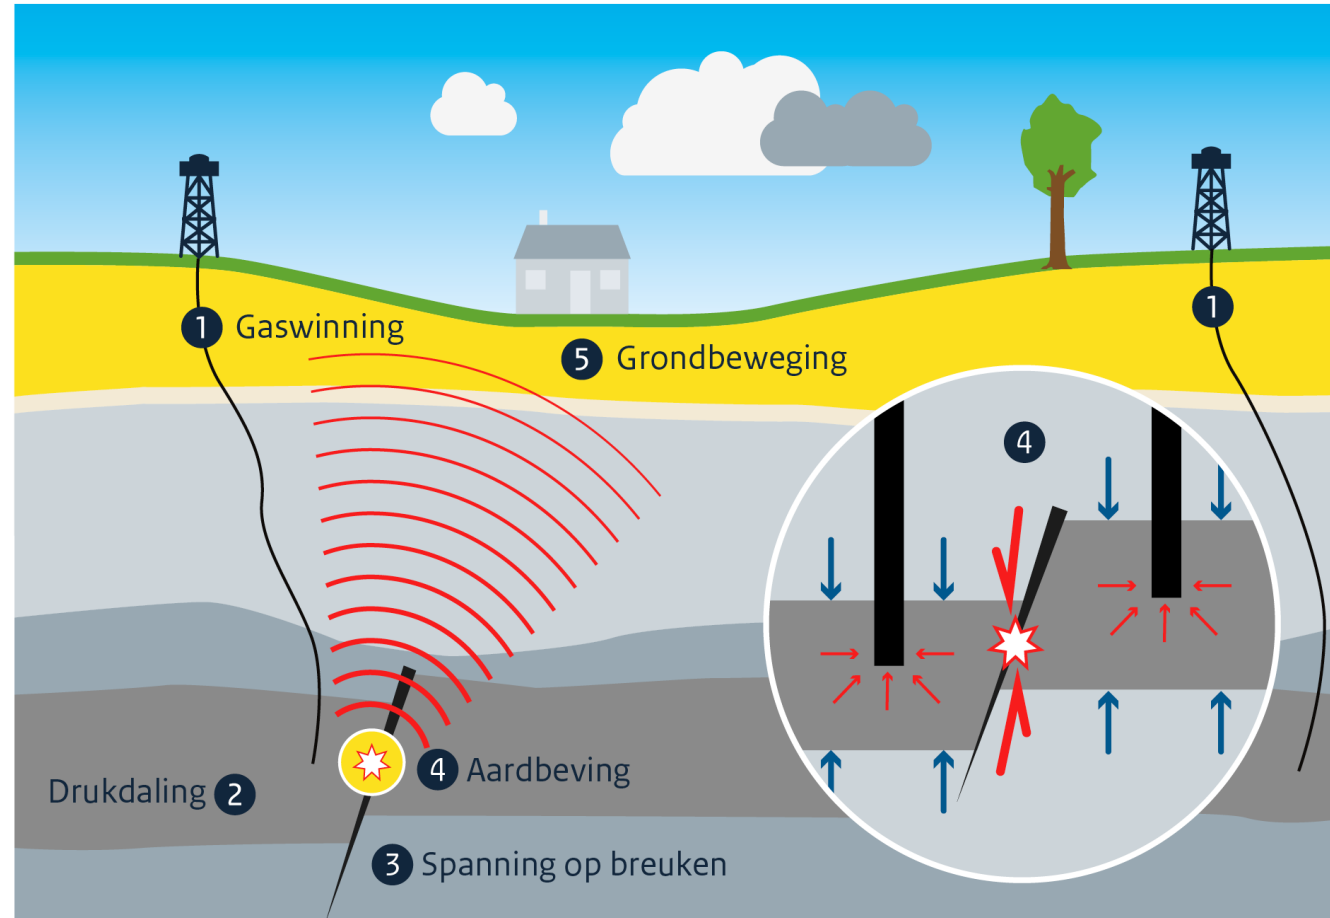 1 Gaswinning
1
5 Grondbeweging
4
4 Aardbeving
Drukdaling 2
3 Spanning op breuken